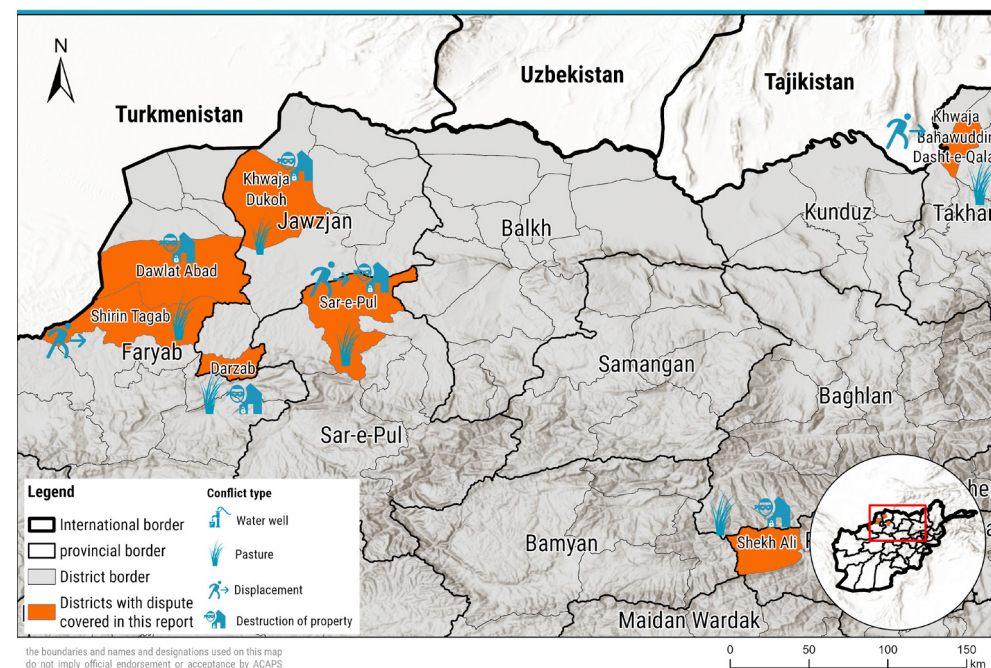 N
Uzbekistan
Tajikistan
Turkmenistan
Khwaja
Bahawuddin
Dasht-e-Qala
Khwaja
Dukoh
Jawzjan
Kunduz
Takhar
Balkh
Dawlat Abad
Sar-e-Pul
Shirin Tagab
Faryab
Darzab
Samangan
Baghlan
Sar-e-Pul
Legend
International border
provincial border
District border
Districts with dispute
covered in this report
Conflict type
Water well
Pasture
Displacement
Destruction of property
Bamyan
Shekh Ali
Maidan Wardak
the boundaries and names and designations used on this map
do not imply official endorsement or acceptance by ACAPS
0 50 100 150
km